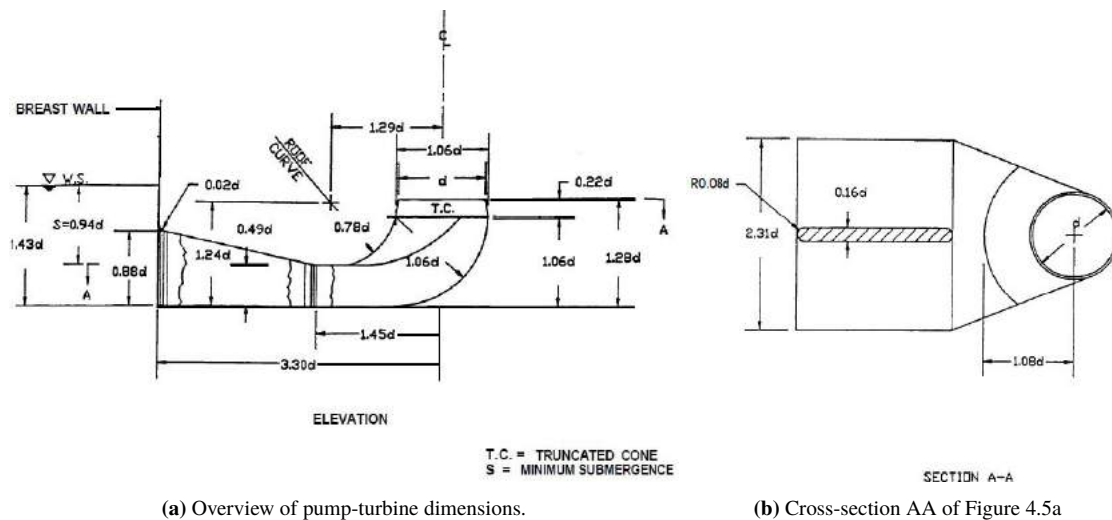 C
L
BREAST WALL
1.29d
ROOF
CURVE
1.06d
W.S.
0.02d
d
0.22d
T.C.
A
S=0.94d
0.49d
0.78d
1.43d
0.88d
1.24d
1.06d
1.06d
1.28d
A
1.45d
3.30d
ELEVATION
T.C. = TRUNCATED CONE
S = MINIMUM SUBMERGENCE
R0.08d
0.16d
2.31d
d
1.08d
SECTION A-A
(a) Overview of pump-turbine dimensions.
(b) Cross-section AA of Figure 4.5a